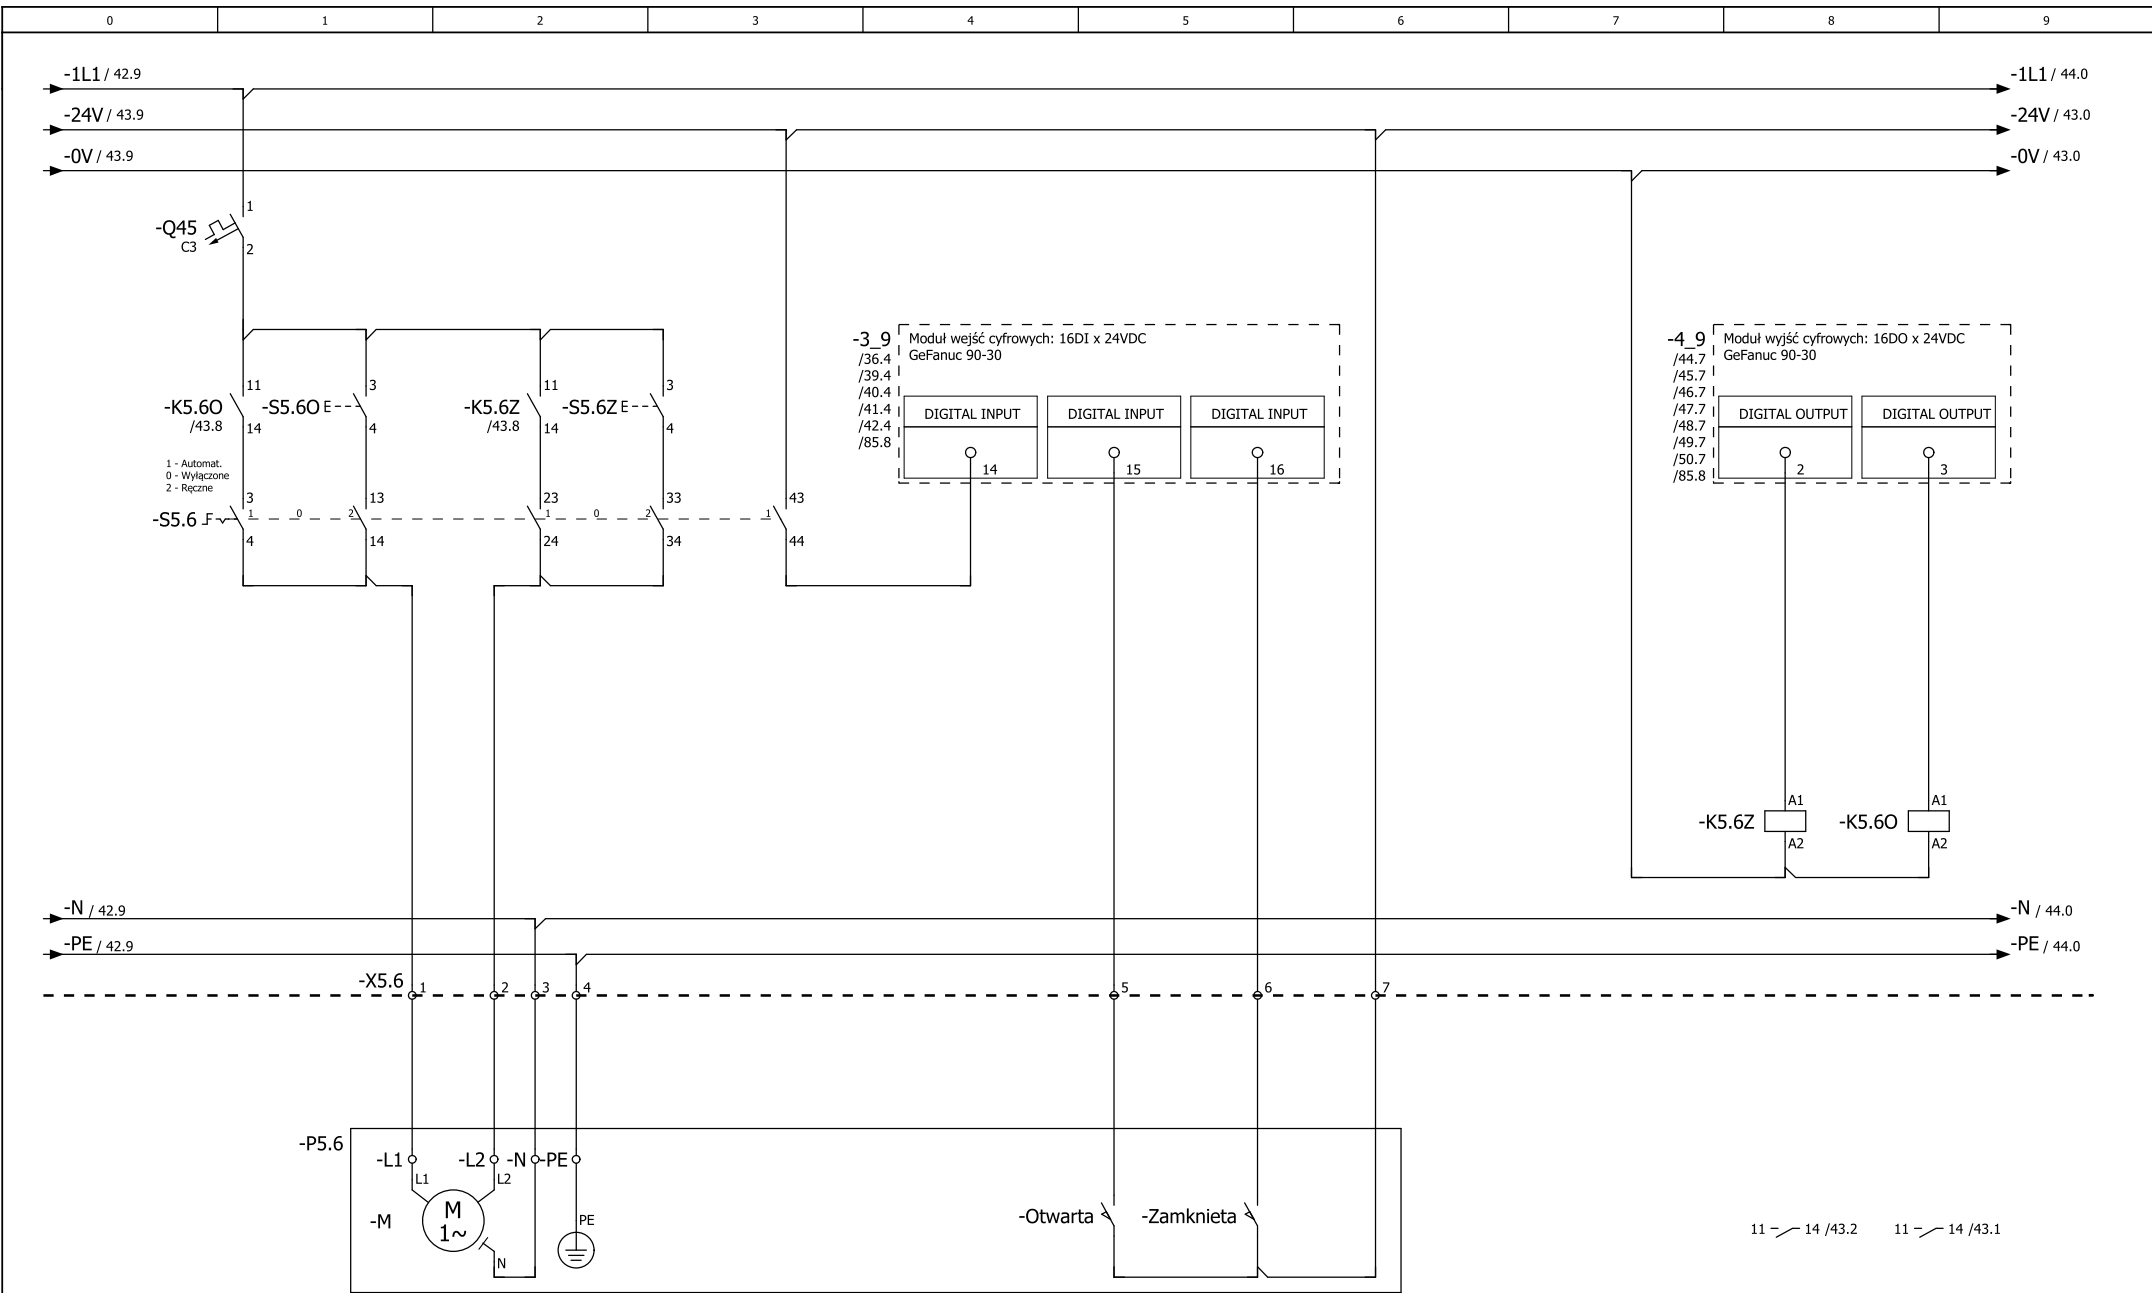 0 1 2 3 4 5 6 7 8 9
-1L1 / 42.9
-1L1 / 44.0
-24V / 43.9
-24V / 43.0
-0V / 43.9
-0V / 43.0
1
-Q45
C3
2
-3_9
/36.4
/39.4
/40.4
/41.4
/42.4
/85.8
Moduł wejść cyfrowych: 16DI x 24VDC
GeFanuc 90-30
DIGITAL INPUT
14
DIGITAL INPUT
15
DIGITAL INPUT
16
-4_9
/44.7
/45.7
/46.7
/47.7
/48.7
/49.7
/50.7
/85.8
Moduł wyjść cyfrowych: 16DO x 24VDC
GeFanuc 90-30
DIGITAL OUTPUT
2
DIGITAL OUTPUT
3
11
-K5.6O
/43.8
14
3
-S5.6O E
4
11
-K5.6Z
/43.8
14
3
-S5.6Z E
4
1 - Automat.
0 - Wyłączone
2 - Ręczne
3 13 23 33 43
-S5.6 1 0 2 1 0 2 1
4 14 24 34 44
A1
-K5.6Z
A2
A1
-K5.6O
A2
-N / 42.9
-N / 44.0
-PE / 42.9
-PE / 44.0
-X5.6 1 2 3 4 5 6 7
-P5.6
-L1 -L2 -N -PE
L1 L2
-M
M
1~
N
PE
-Otwarta
-Zamknieta
11 14 /43.2
11 14 /43.1